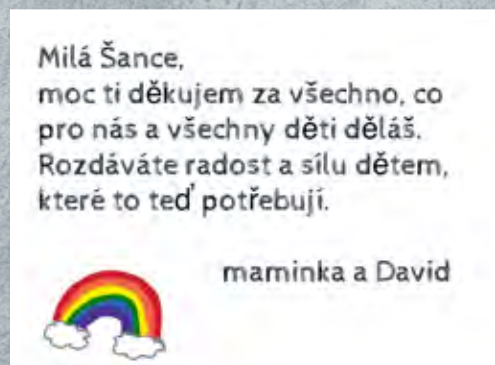 Milá Šance,
moc ti děkujem za všechno, co
pro nás a všechny děti děláš.
Rozdáváte radost a sílu dětem,
které to teď potřebují.
maminka a David